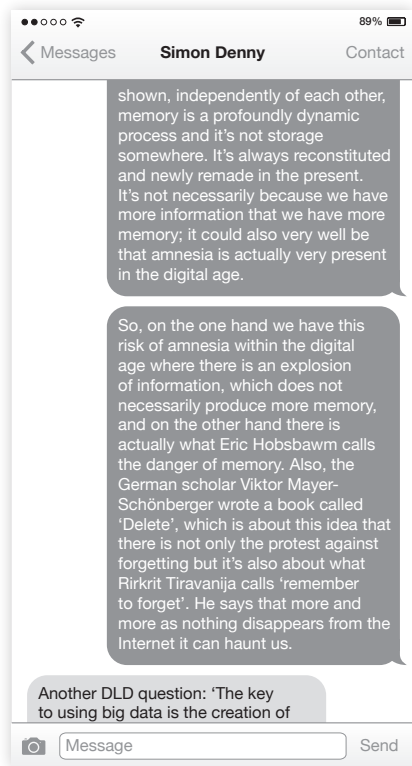 89%
Messages
Simon Denny
Contact
shown, independently of each other,
memory is a profoundly dynamic
process and it’s not storage
somewhere. It’s always reconstituted
and newly remade in the present.
It’s not necessarily because we have
more information that we have more
memory; it could also very well be
that amnesia is actually very present
in the digital age.
So, on the one hand we have this
risk of amnesia within the digital
age where there is an explosion
of information, which does not
necessarily produce more memory,
and on the other hand there is
actually what Eric Hobsbawm calls
the danger of memory. Also, the
German scholar Viktor Mayer-
Schönberger wrote a book called
‘Delete’, which is about this idea that
there is not only the protest against
forgetting but it’s also about what
Rirkrit Tiravanija calls ‘remember
to forget’. He says that more and
more as nothing disappears from the
Internet it can haunt us.
Another DLD question: ‘The key
to using big data is the creation of
Message
Send